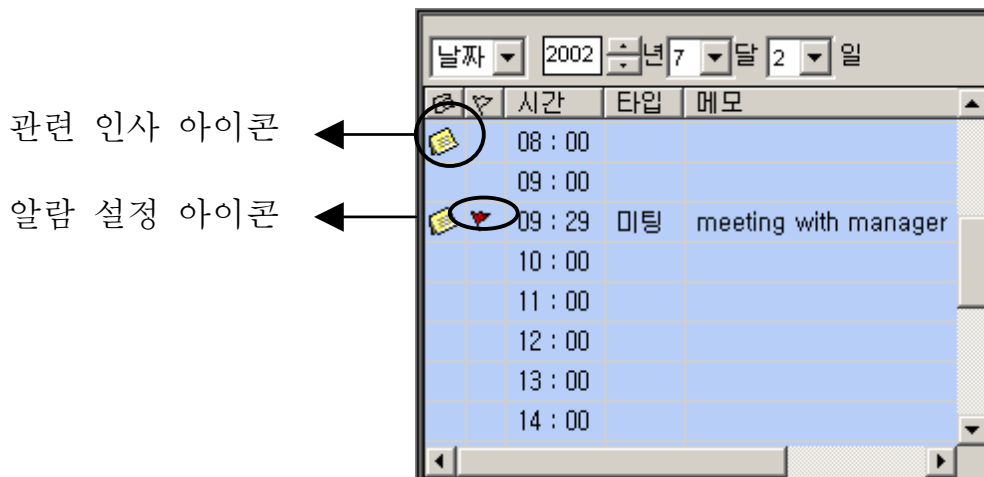 날짜 2002 년 7 달 2 일
시간 타입 메모
관련 인사 아이콘
08 : 00
09 : 00
알람 설정 아이콘
09 : 29 미팅 meeting with manager
10 : 00
11 : 00
12 : 00
13 : 00
14 : 00